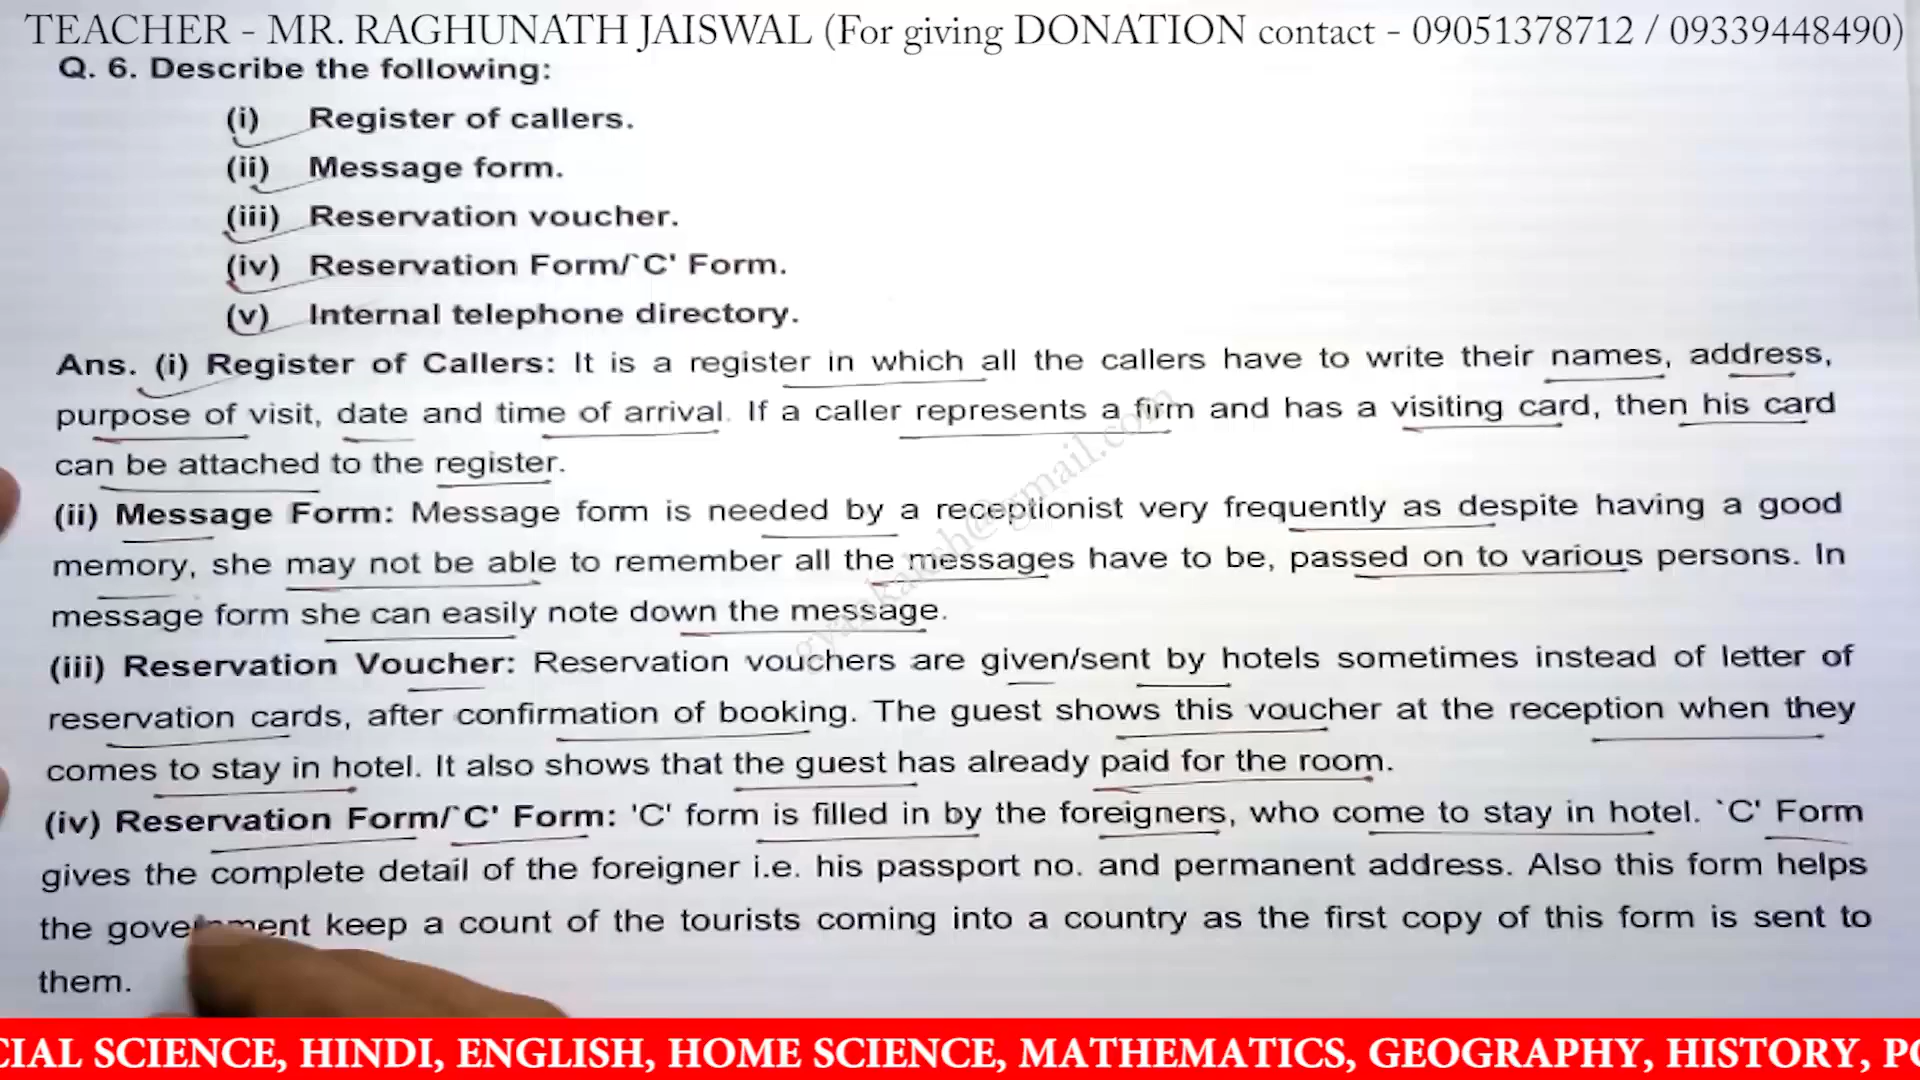 TEACHER - MR. RAGHUNATH JAISWAL (For giving DONATION contact - 09051378712 / 09339448490)
Q. 6. Describe the following:
(i) Register of callers.
(ii) Message form.
(iii) Reservation voucher.
(iv) Reservation Form/`C' Form.
(v) Internal telephone directory.
Ans. (i) Register of Callers: It is a register in which all the callers have to write their names, address,
purpose of visit, date and time of arrival. If a caller represents a firm and has a visiting card, then his card
can be attached to the register.
(ii) Message Form: Message form is needed by a receptionist very frequently as despite having a good
memory, she may not be able to remember all the messages have to be, passed on to various persons. In
message form she can easily note down the message.
(iii) Reservation Voucher: Reservation vouchers are given/sent by hotels sometimes instead of letter of
reservation cards, after confirmation of booking. The guest shows this voucher at the reception when they
comes to stay in hotel. It also shows that the guest has already paid for the room.
(iv) Reservation Form/`C' Form: 'C' form is filled in by the foreigners, who come to stay in hotel. `C' Form
gives the complete detail of the foreigner i.e. his passport no. and permanent address. Also this form helps
the government keep a count of the tourists coming into a country as the first copy of this form is sent to
them.
CIAL SCIENCE, HINDI, ENGLISH, HOME SCIENCE, MATHEMATICS, GEOGRAPHY, HISTORY, PO